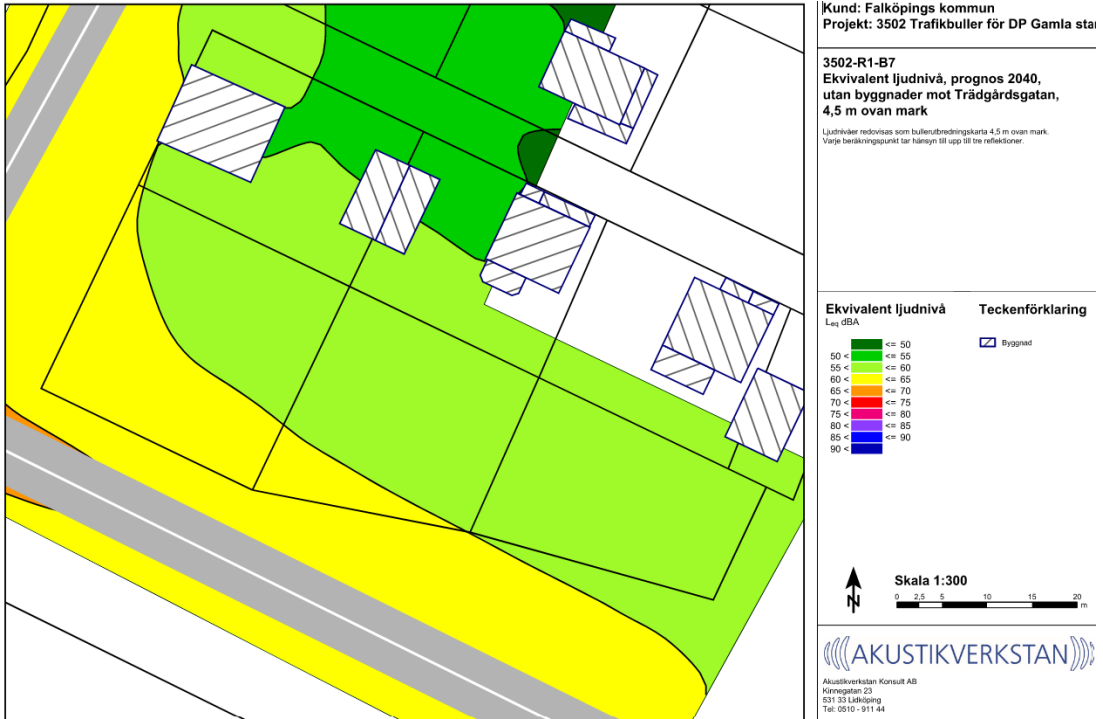 Kund: Falköpings kommun
Projekt: 3502 Trafikbuller för DP Gamla stan
3502-R1-B7
Ekvivalent ljudnivå, prognos 2040,
utan byggnader mot Trädgårdsgatan,
4,5 m ovan mark
Ljudnivåer redovisas som bullerutbredningskarta 4,5 m ovan mark.
Varje beräkningspunkt tar hänsyn till upp till tre reflektioner.
Ekvivalent ljudnivå
Leq dBA
<= 50
50 < <= 55
55 < <= 60
60 < <= 65
65 < <= 70
70 < <= 75
75 < <= 80
80 < <= 85
85 < <= 90
90 <
Teckenförklaring
Byggnad
N
Skala 1:300
0 2,5 5 10 15 20
m
AKUSTIKVERKSTAN
Akustikverkstan Konsult AB
Kinnegatan 23
531 33 Lidköping
Tel: 0510 - 911 44